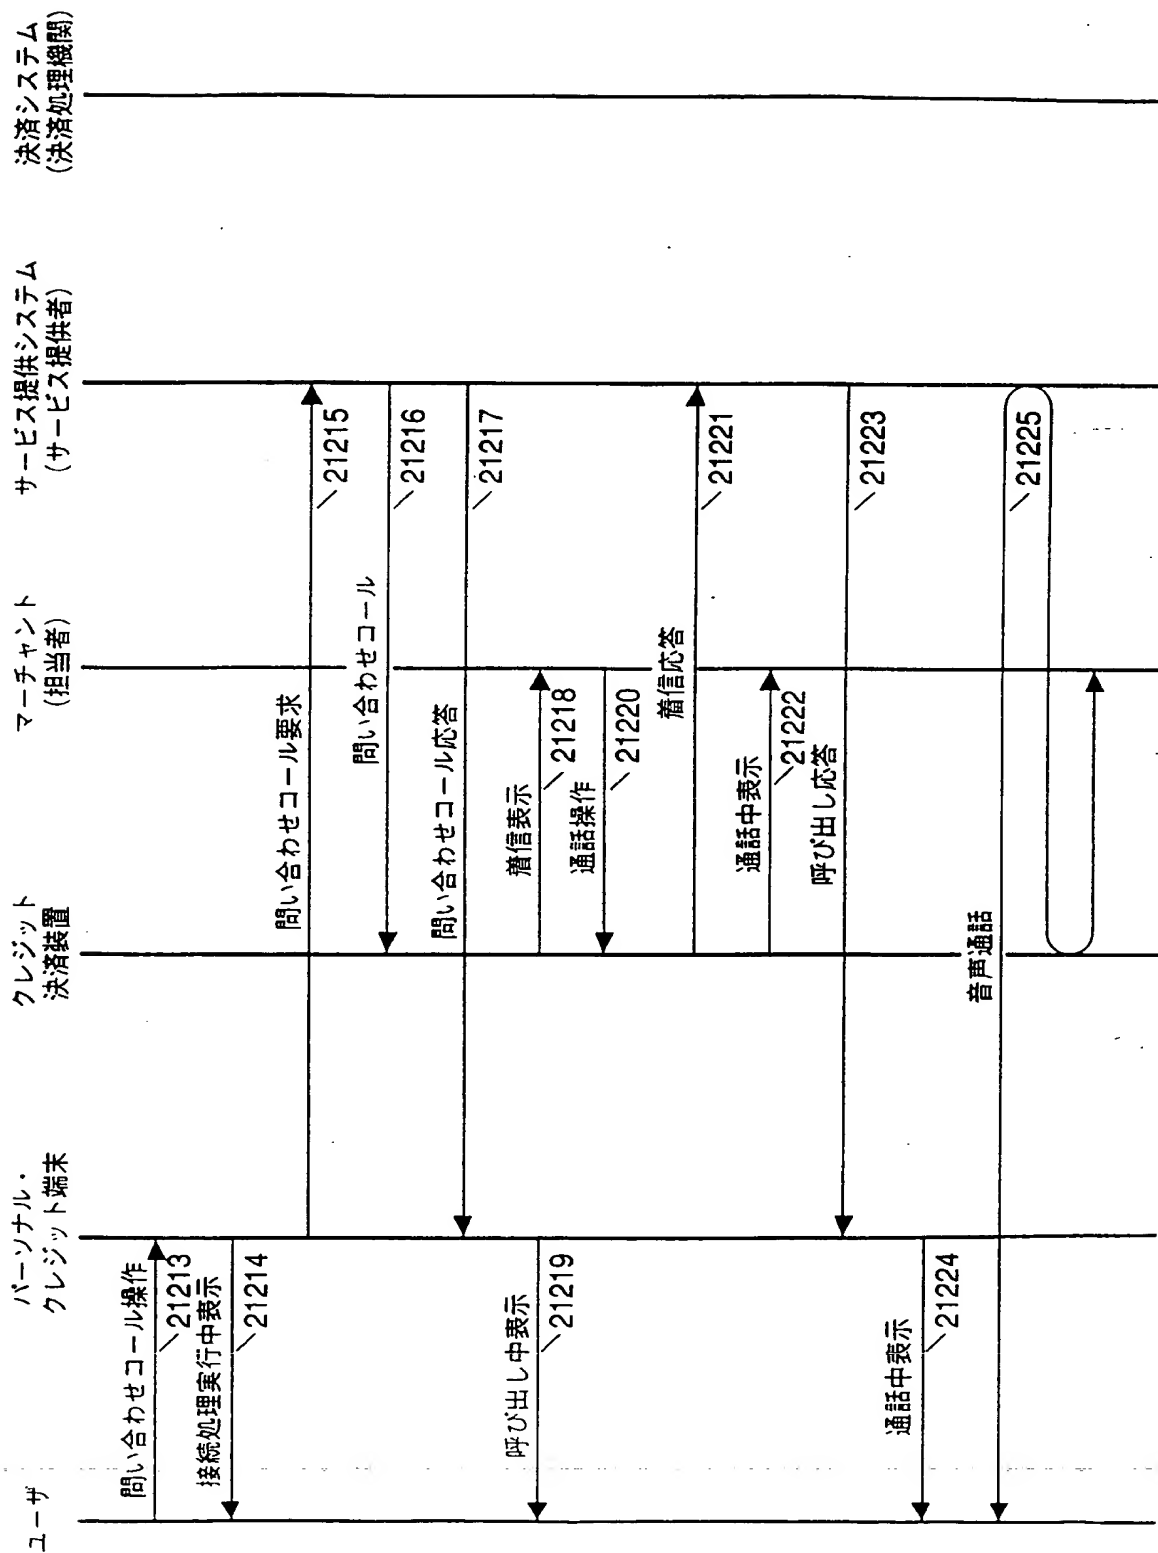 ユーザ
パーソナル・
クレジット端末
クレジット
決済装置
マーチャント
(担当者)
サービス提供システム
(サービス提供者)
決済システム
(決済処理機関)
問い合わせコール操作
21213
接続処理実行中表示
21214
問い合わせコール要求
21215
問い合わせコール
21216
問い合わせコール応答
21217
着信表示
21218
呼び出し中表示
21219
通話操作
21220
着信応答
21221
通話中表示
21222
呼び出し応答
21223
通話中表示
21224
音声通話
21225